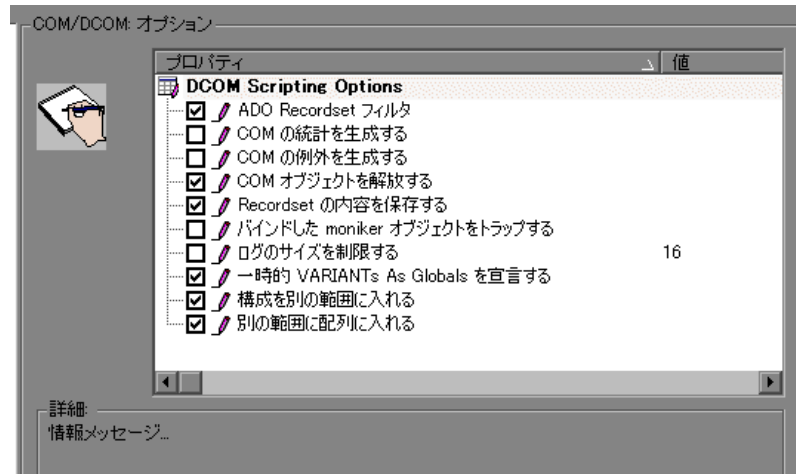 COM/DCOM: オプション
プロパティ 値
DCOM Scripting Options
ADO Recordset フィルタ
COM の統計を生成する
COM の例外を生成する
COM オブジェクトを解放する
Recordset の内容を保存する
バインドした moniker オブジェクトをトラップする
ログのサイズを制限する 16
一時的 VARIANTs As Globals を宣言する
構成を別の範囲に入れる
別の範囲に配列に入れる
詳細:
情報メッセージ...